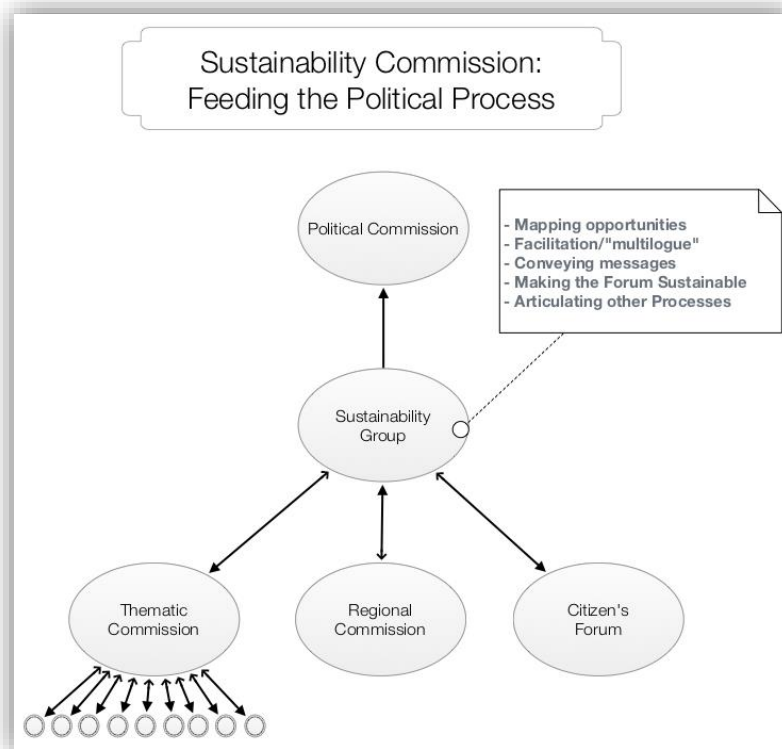 Sustainability Commission:
Feeding the Political Process
Political Commission
- Mapping opportunities
- Facilitation/"multilogue"
- Conveying messages
- Making the Forum Sustainable
- Articulating other Processes
Sustainability
Group
Thematic
Commission
Regional
Commission
Citizen's
Forum